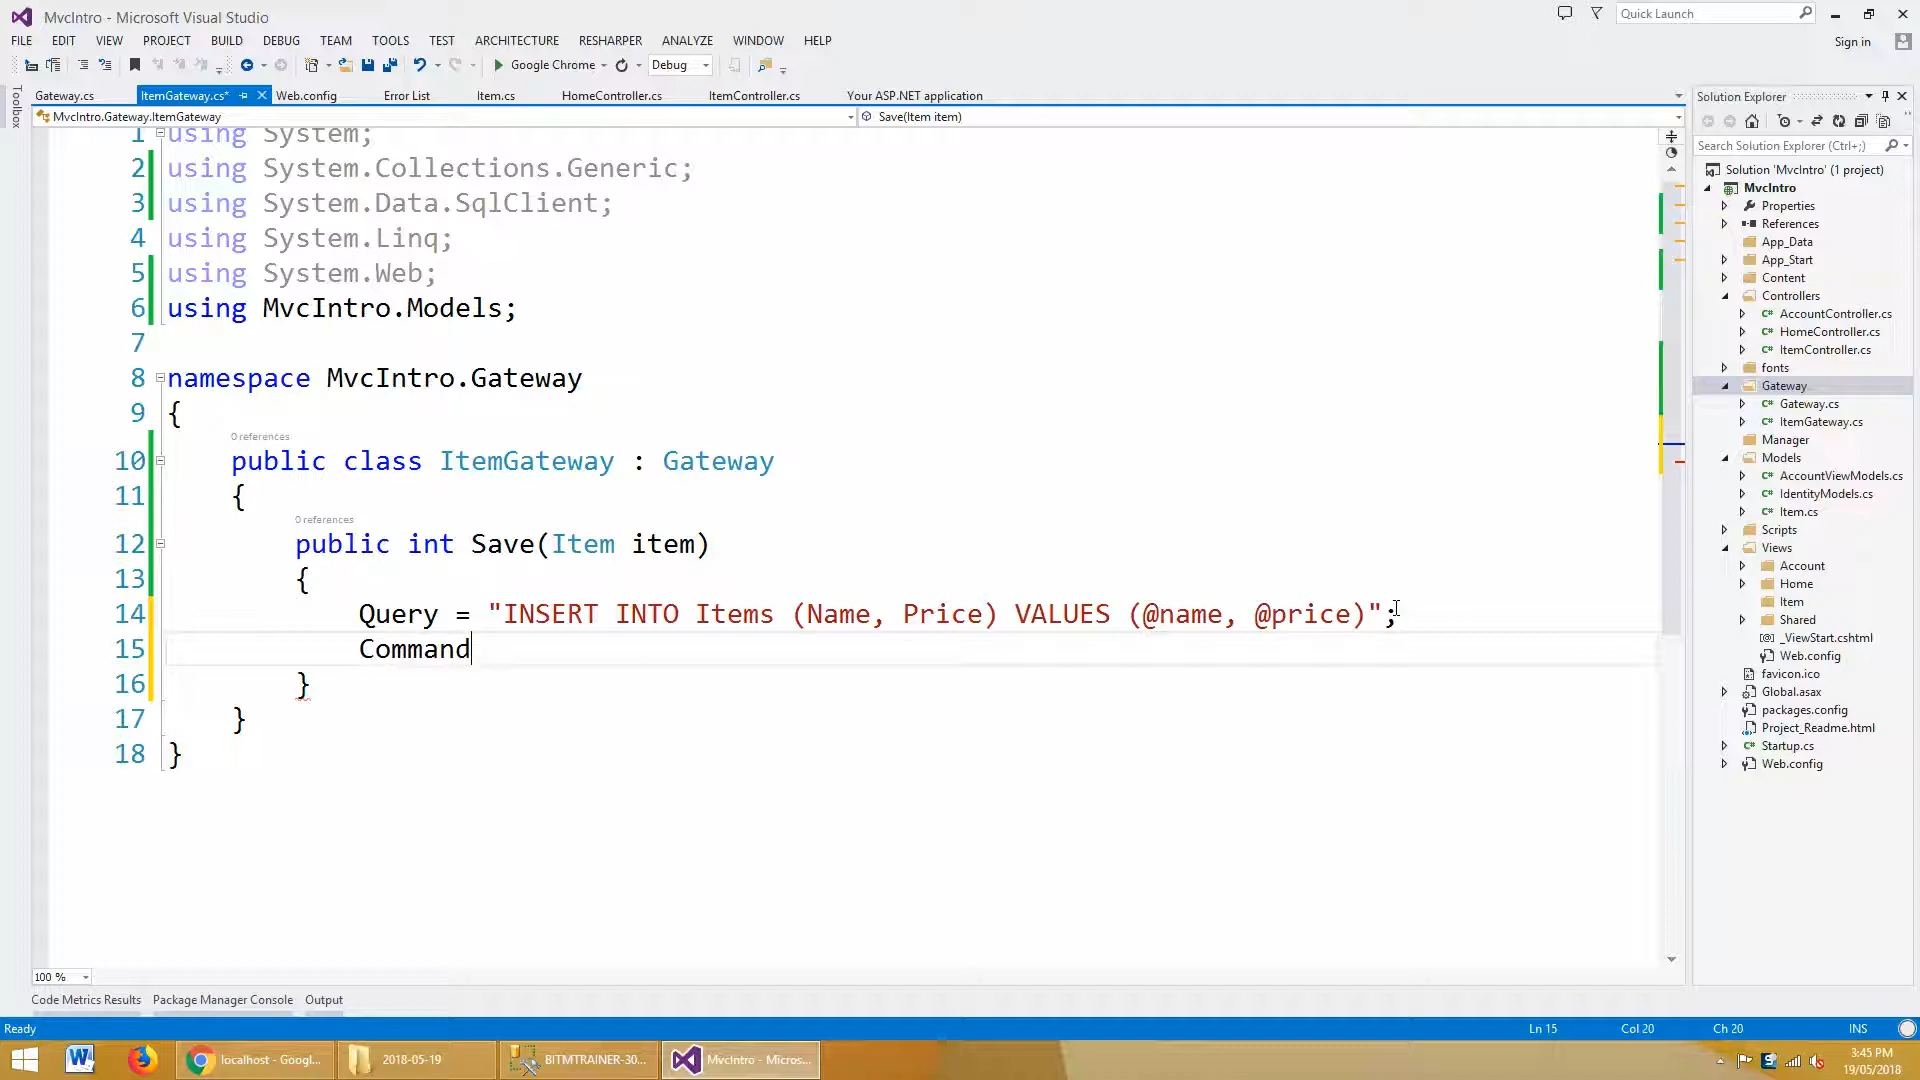 MvcIntro - Microsoft Visual Studio
Quick Launch
FILE EDIT VIEW PROJECT BUILD DEBUG TEAM TOOLS TEST ARCHITECTURE RESHARPER ANALYZE WINDOW HELP
Sign in
Google Chrome Debug
Toolbox
Gateway.cs ItemGateway.cs* Web.config Error List Item.cs HomeController.cs ItemController.cs Your ASP.NET application
MvcIntro.Gateway.ItemGateway Save(Item item)
1 using System;
2 using System.Collections.Generic;
3 using System.Data.SqlClient;
4 using System.Linq;
5 using System.Web;
6 using MvcIntro.Models;
7
8 namespace MvcIntro.Gateway
9 {
0 references
10 public class ItemGateway : Gateway
11 {
0 references
12 public int Save(Item item)
13 {
14 Query = "INSERT INTO Items (Name, Price) VALUES (@name, @price)";
15 Command
16 }
17 }
18 }
100 %
Code Metrics Results Package Manager Console Output
Solution Explorer
Search Solution Explorer (Ctrl+;)
Solution 'MvcIntro' (1 project)
MvcIntro
Properties
References
App_Data
App_Start
Content
Controllers
C# AccountController.cs
C# HomeController.cs
C# ItemController.cs
fonts
Gateway
C# Gateway.cs
C# ItemGateway.cs
Manager
Models
C# AccountViewModels.cs
C# IdentityModels.cs
C# Item.cs
Scripts
Views
Account
Home
Item
Shared
_ViewStart.cshtml
Web.config
favicon.ico
Global.asax
packages.config
Project_Readme.html
C# Startup.cs
Web.config
Ready Ln 15 Col 20 Ch 20 INS
localhost - Googl... 2018-05-19 BITMTRAINER-30... MvcIntro - Micros...
3:45 PM
19/05/2018